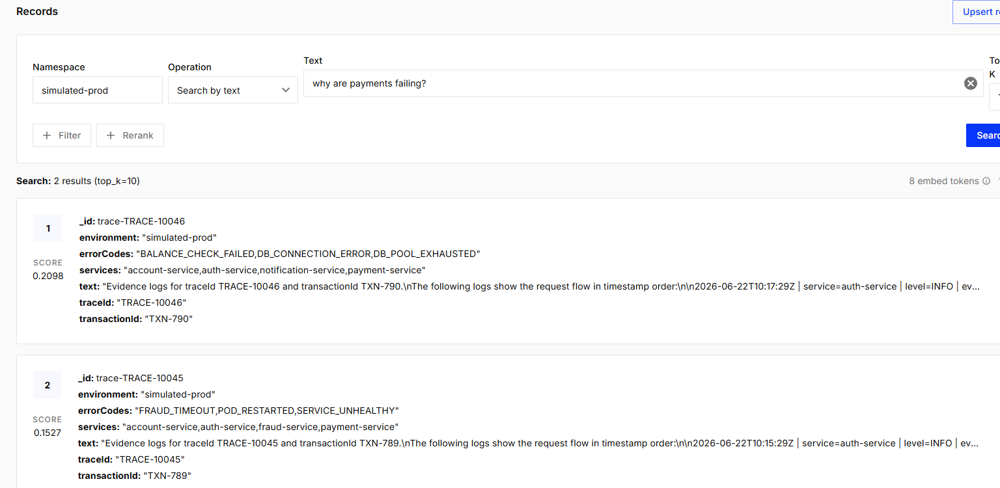 Records
Upsert r
Namespace
Operation
Text
To
K
simulated-prod
Search by text
why are payments failing?
+ Filter
+ Rerank
Searc
Search: 2 results (top_k=10)
8 embed tokens
1
SCORE
0.2098
_id: trace-TRACE-10046
environment: "simulated-prod"
errorCodes: "BALANCE_CHECK_FAILED,DB_CONNECTION_ERROR,DB_POOL_EXHAUSTED"
services: "account-service,auth-service,notification-service,payment-service"
text: "Evidence logs for traceId TRACE-10046 and transactionId TXN-790.\nThe following logs show the request flow in timestamp order:\n\n2026-06-22T10:17:29Z | service=auth-service | level=INFO | ev...
traceId: "TRACE-10046"
transactionId: "TXN-790"
2
SCORE
0.1527
_id: trace-TRACE-10045
environment: "simulated-prod"
errorCodes: "FRAUD_TIMEOUT,POD_RESTARTED,SERVICE_UNHEALTHY"
services: "account-service,auth-service,fraud-service,payment-service"
text: "Evidence logs for traceId TRACE-10045 and transactionId TXN-789.\nThe following logs show the request flow in timestamp order:\n\n2026-06-22T10:15:29Z | service=auth-service | level=INFO | ev...
traceId: "TRACE-10045"
transactionId: "TXN-789"